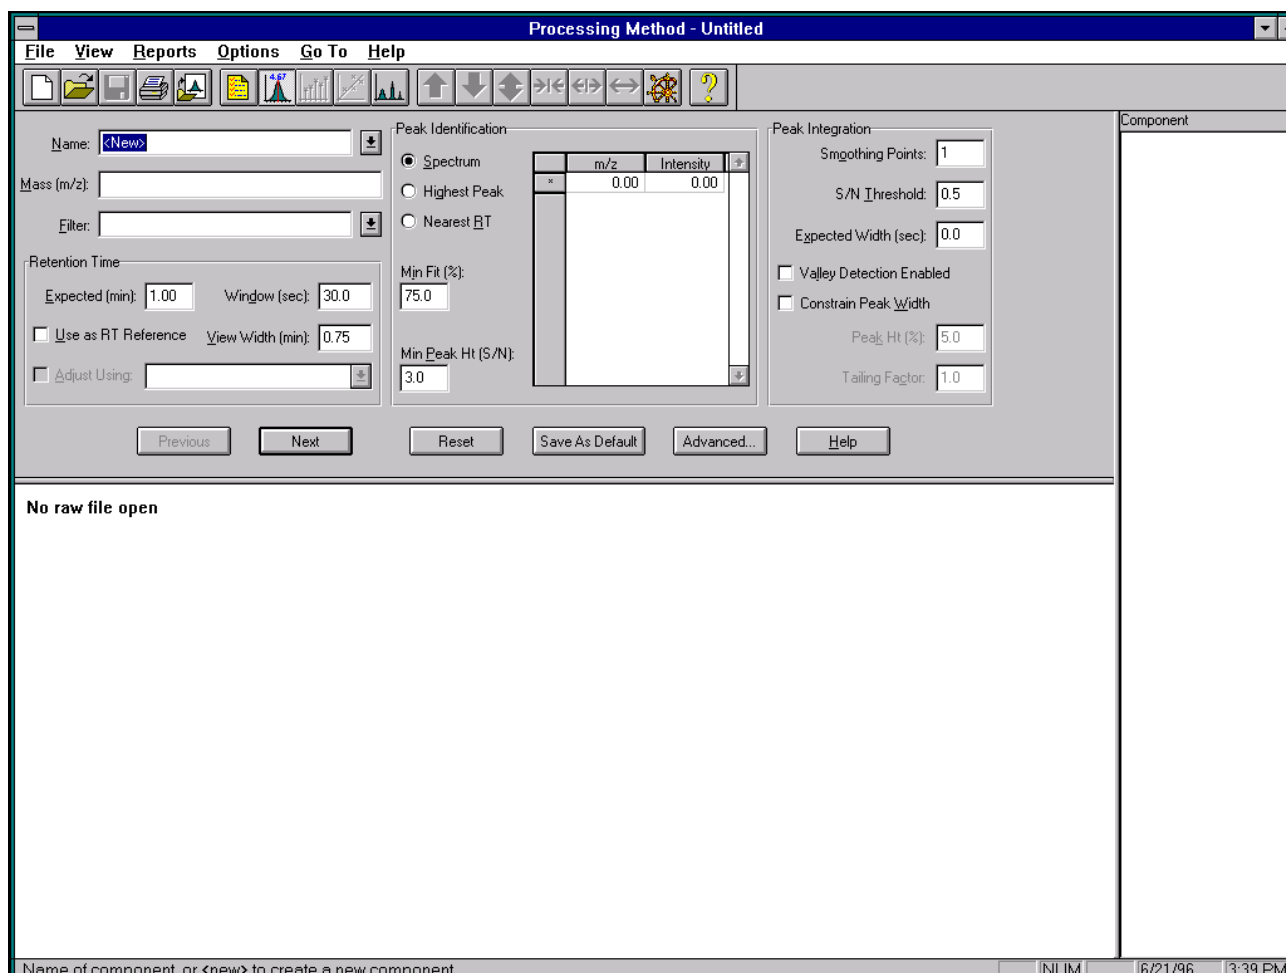 Processing Method - Untitled
File View Reports Options Go To Help
4.67
Name: <New>
Mass (m/z):
Filter:
Retention Time
Expected (min): 1.00 Window (sec): 30.0
Use as RT Reference View Width (min): 0.75
Adjust Using:
Peak Identification
Spectrum
Highest Peak
Nearest RT
Min Fit (%):
75.0
Min Peak Ht (S/N):
3.0
m/z Intensity
* 0.00 0.00
Peak Integration
Smoothing Points: 1
S/N Threshold: 0.5
Expected Width (sec): 0.0
Valley Detection Enabled
Constrain Peak Width
Peak Ht (%): 5.0
Tailing Factor: 1.0
Previous Next Reset Save As Default Advanced... Help
Component
No raw file open
Name of component, or <new> to create a new component NUM 6/21/96 3:39 PM